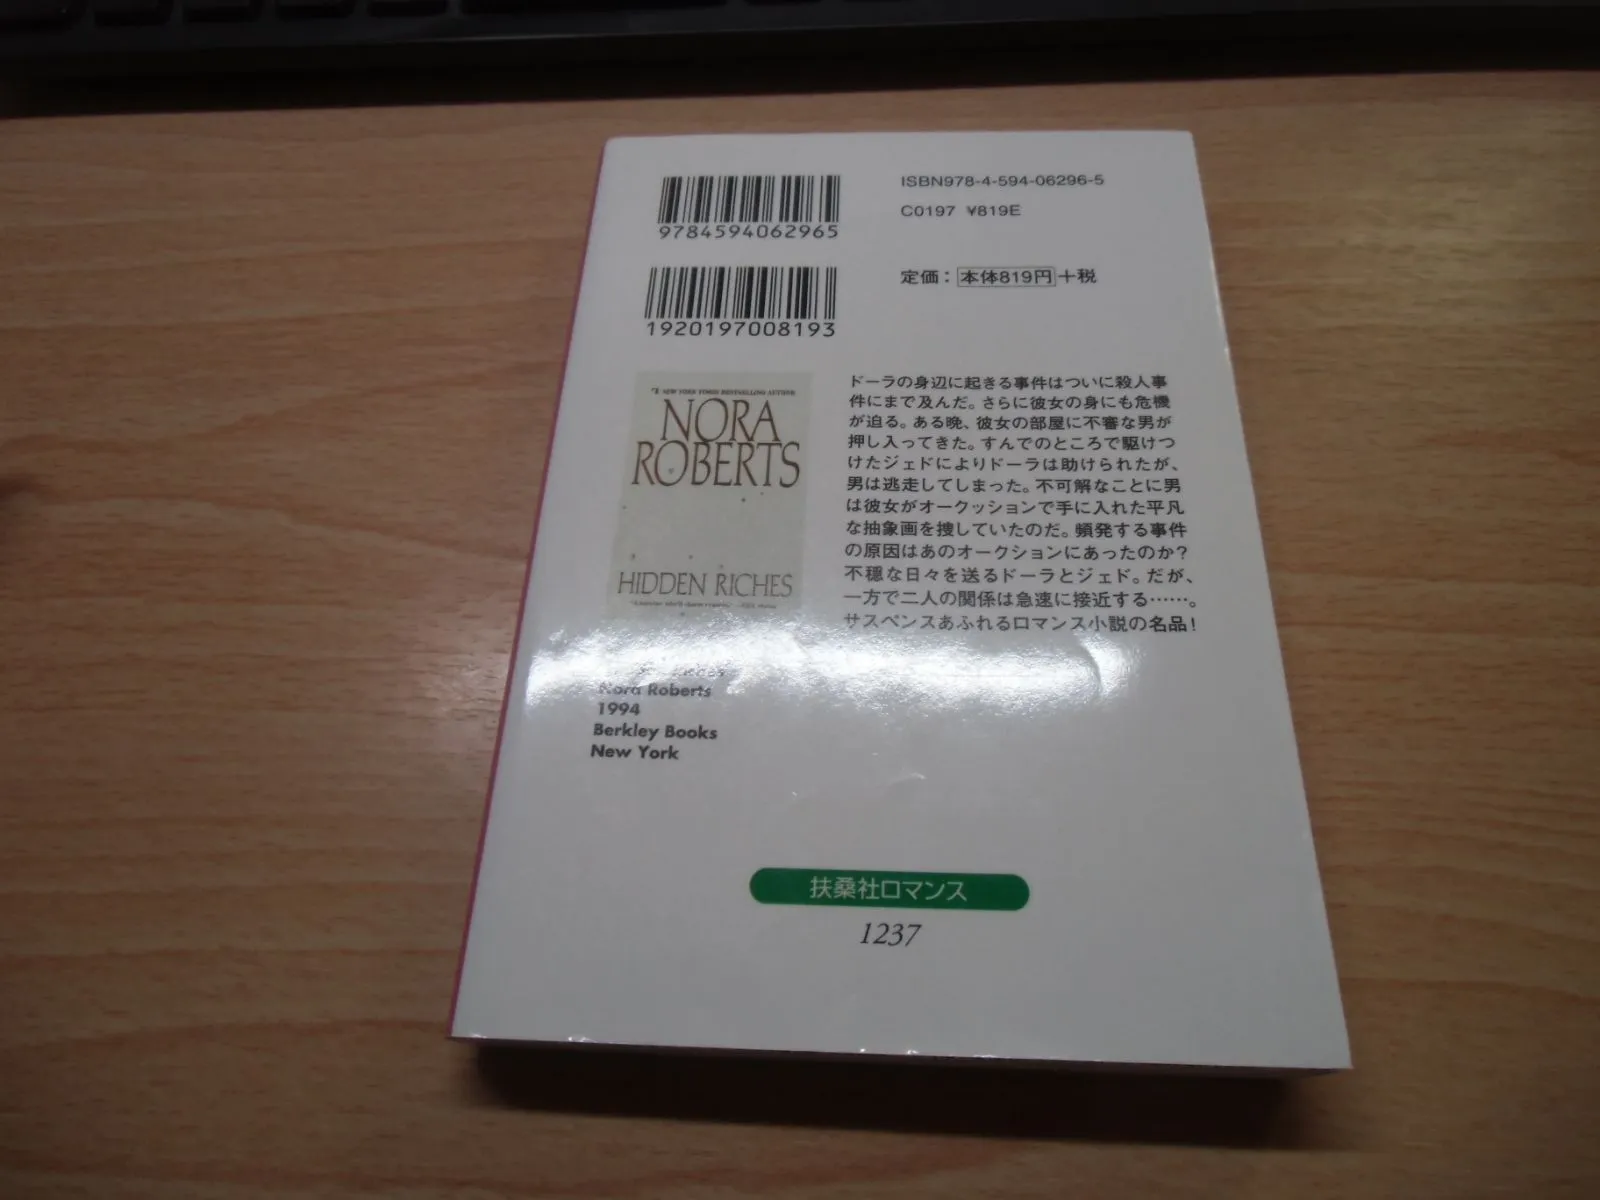 9784594062965
ISBN978-4-594-06296-5
C0197 ¥819E
1920197008193
定価：本体819円+税
#1 NEW YORK TIMES BESTSELLING AUTHOR
NORA
ROBERTS
HIDDEN RICHES
ドーラの身辺に起きる事件はついに殺人事
件にまで及んだ。さらに彼女の身にも危機
が迫る。ある晩、彼女の部屋に不審な男が
押し入ってきた。すんでのところで駆けつ
けたジェドによりドーラは助けられたが、
男は逃走してしまった。不可解なことに男
は彼女がオークッションで手に入れた平凡
な抽象画を捜していたのだ。頻発する事件
の原因はあのオークションにあったのか?
不穏な日々を送るドーラとジェド。だが、
一方で二人の関係は急速に接近する……。
サスペンスあふれるロマンス小説の名品!
Nora Roberts
1994
Berkley Books
New York
扶桑社ロマンス
1237